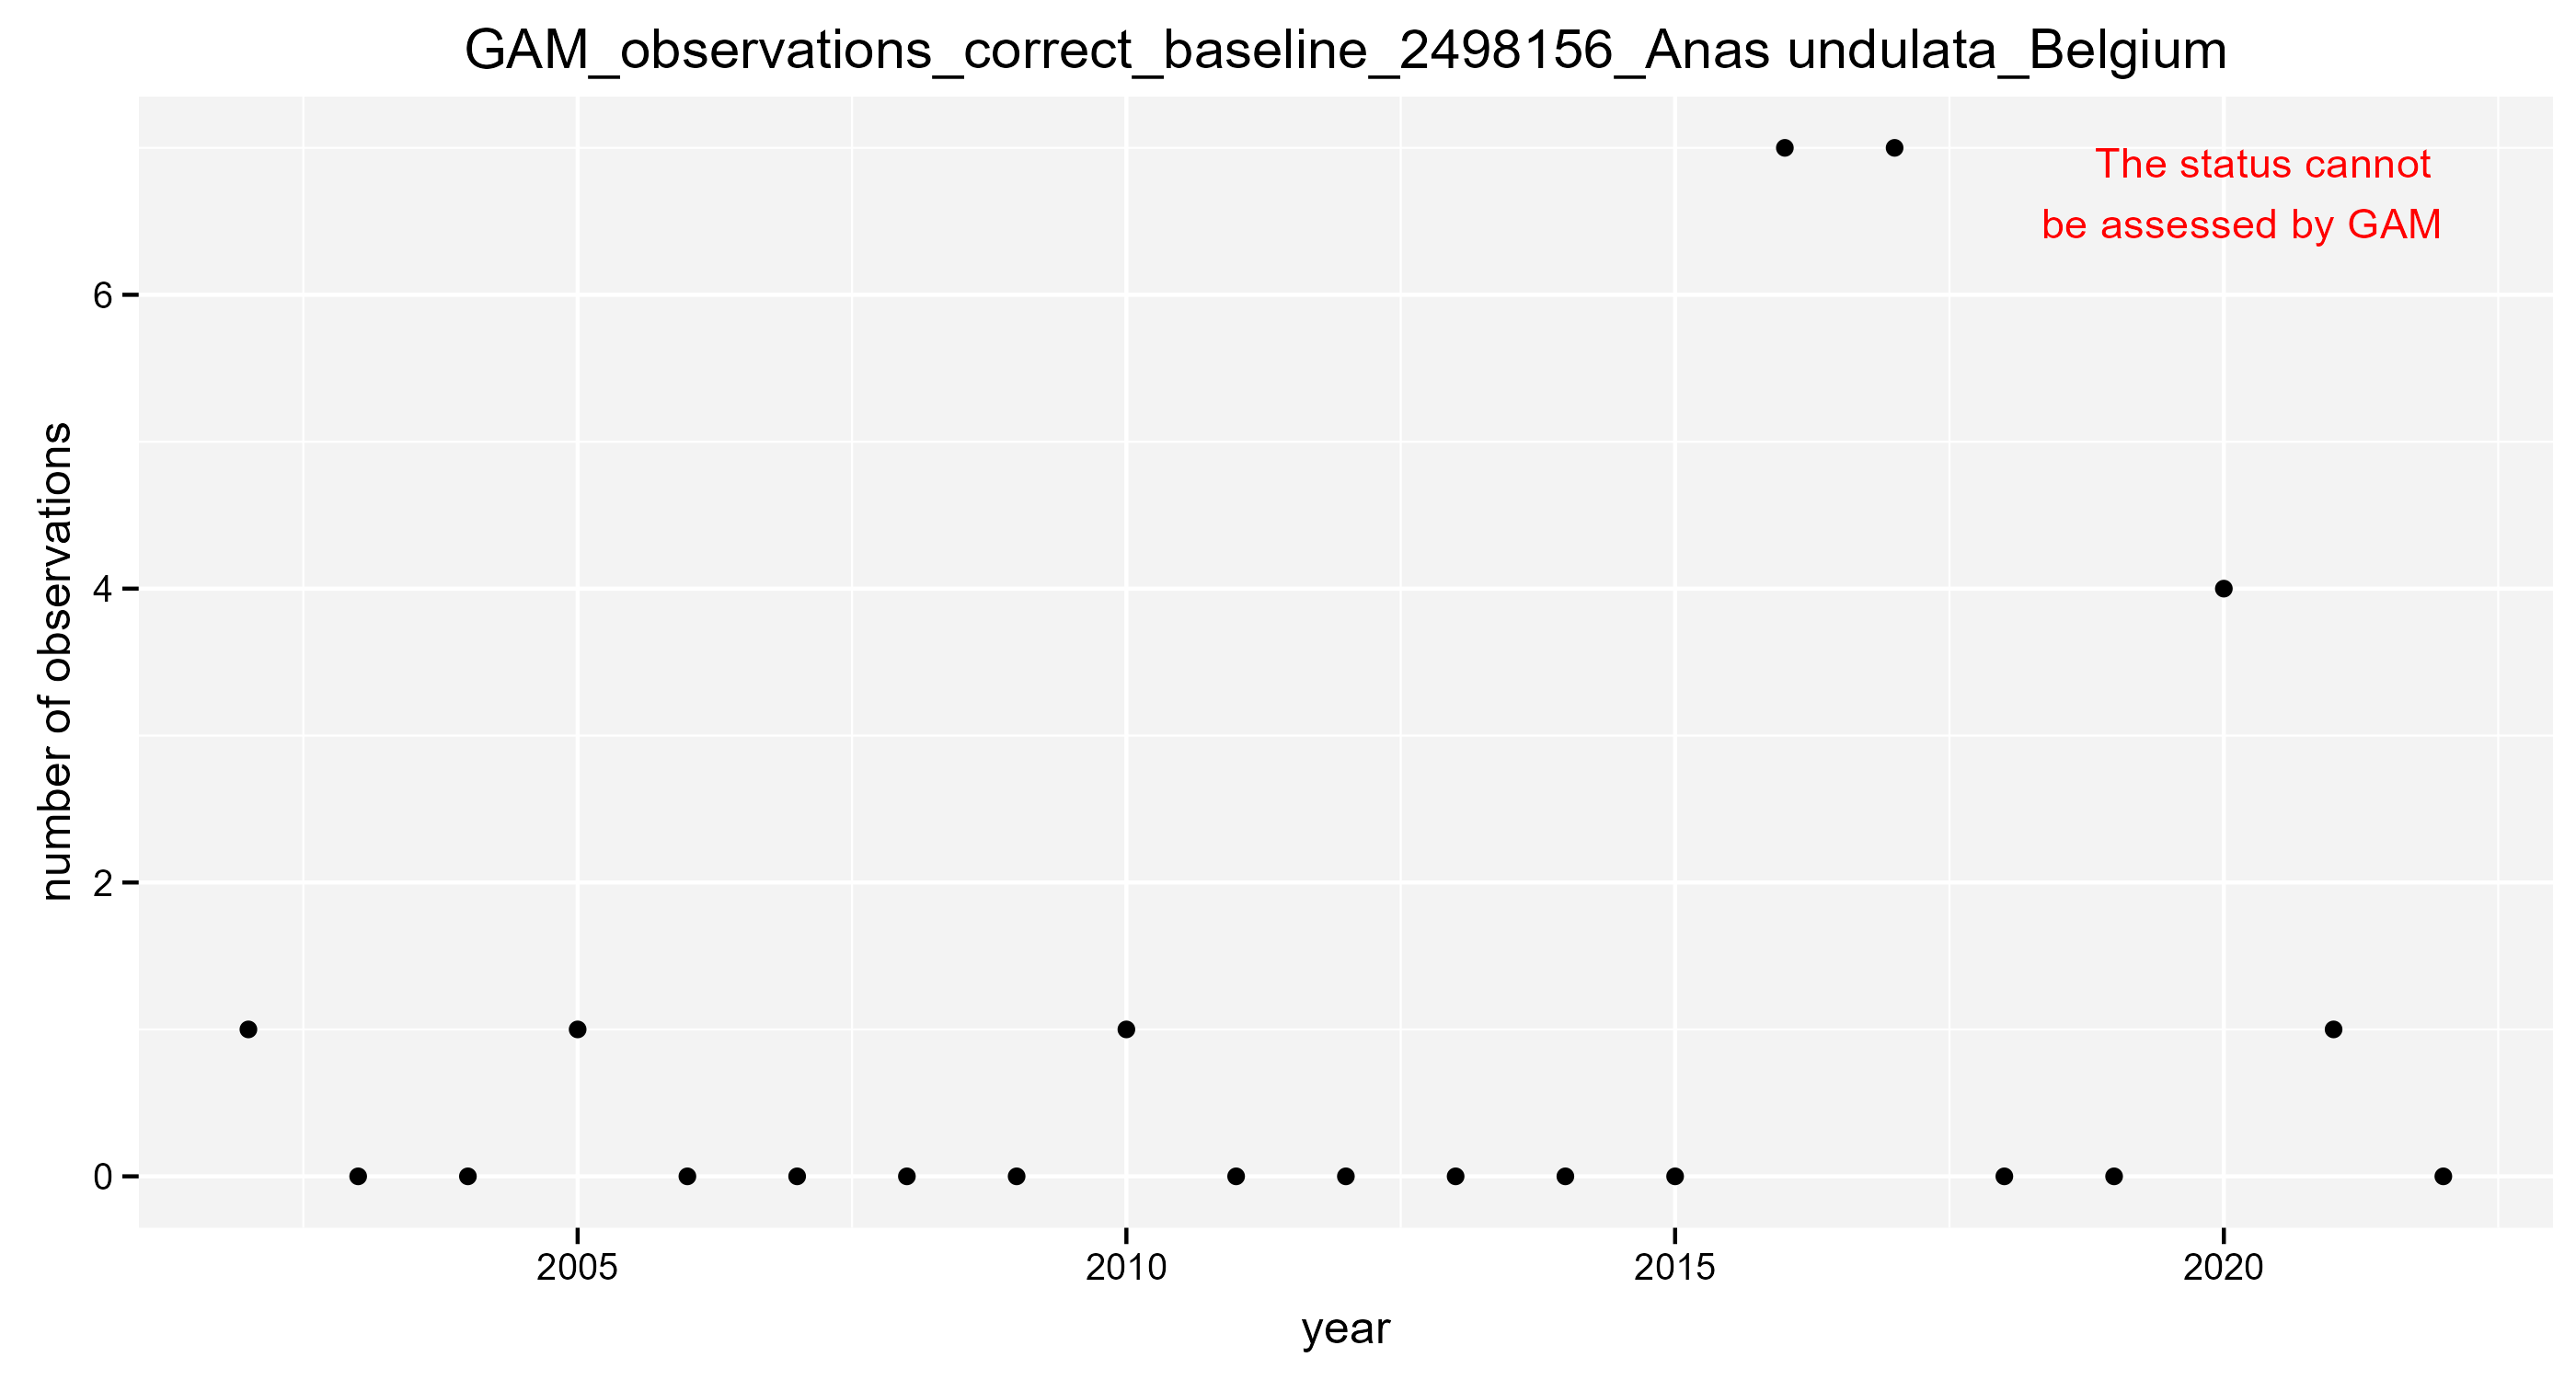 GAM_observations_correct_baseline_2498156_Anas undulata_Belgium
The status cannot
be assessed by GAM
number of observations
6
4
2
0
2005
2010
2015
2020
year